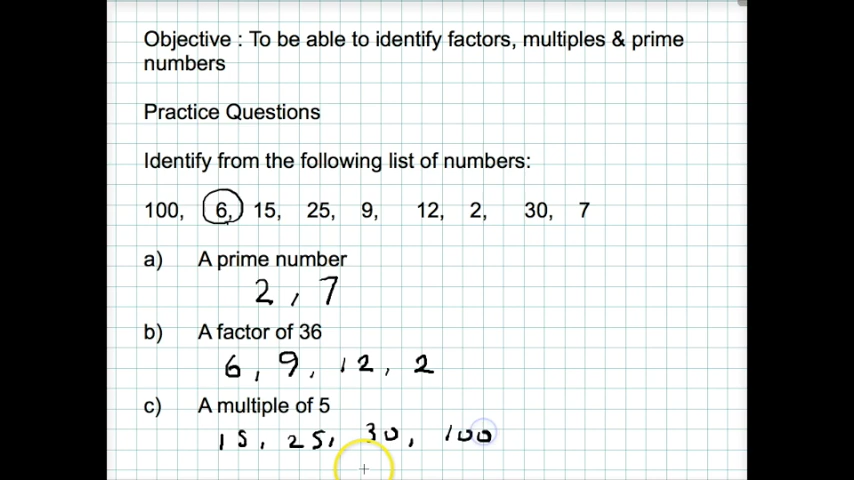 Objective : To be able to identify factors, multiples & prime
numbers
Practice Questions
Identify from the following list of numbers:
100, 6, 15, 25, 9, 12, 2, 30, 7
a) A prime number
2, 7
b) A factor of 36
6, 9, 12, 2
c) A multiple of 5
15, 25, 30, 100